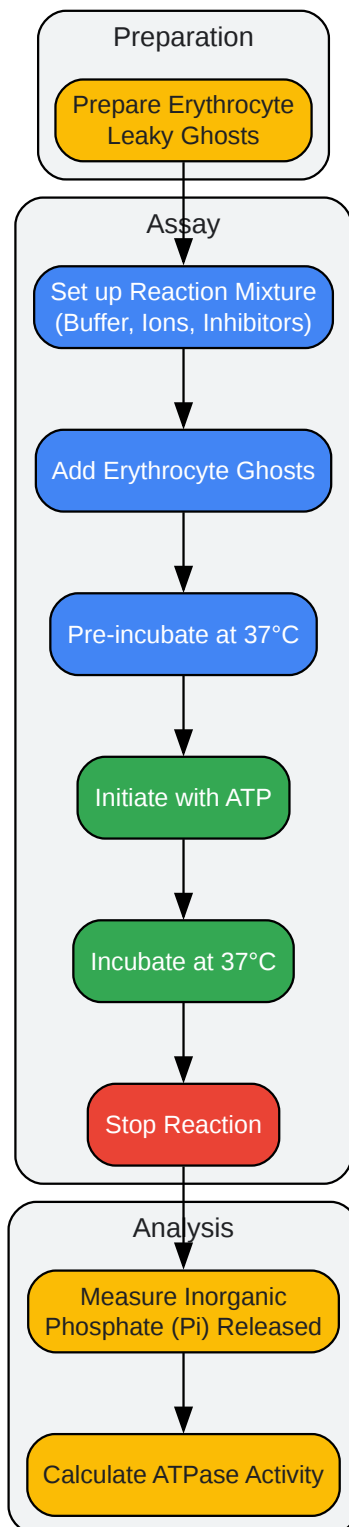 Preparation
Prepare Erythrocyte
Leaky Ghosts
Assay
Set up Reaction Mixture
(Buffer, Ions, Inhibitors)
Add Erythrocyte Ghosts
Pre-incubate at 37°C
Initiate with ATP
Incubate at 37°C
Stop Reaction
Analysis
Measure Inorganic
Phosphate (Pi) Released
Calculate ATPase Activity